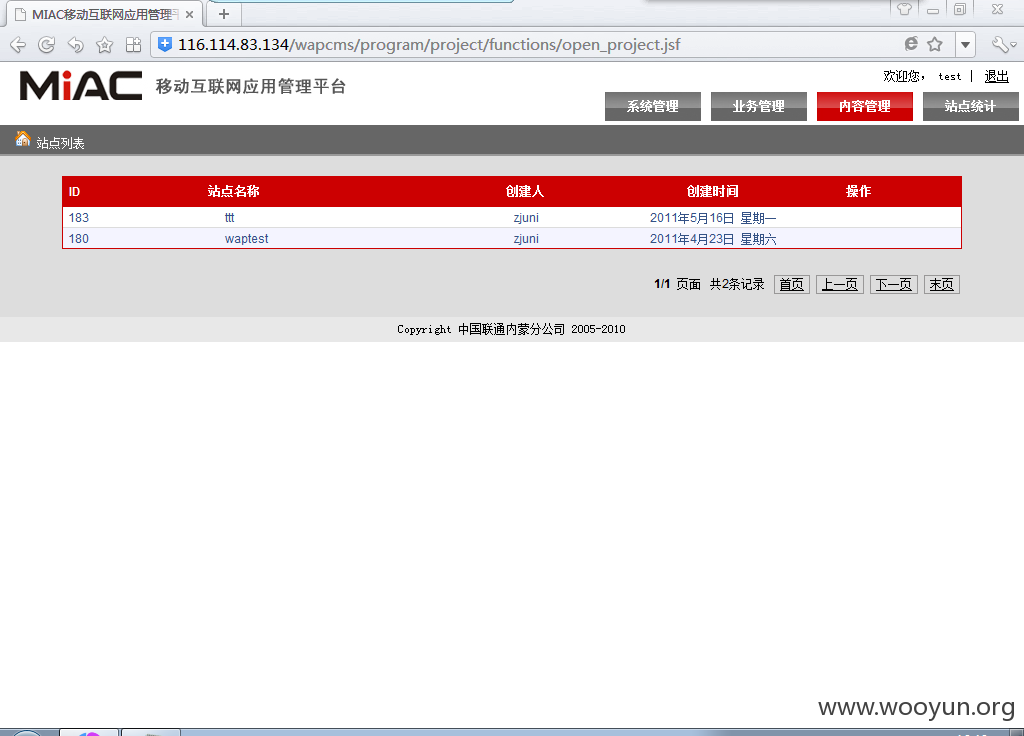 MIAC移动互联网应用管理
116.114.83.134/wapcms/program/project/functions/open_project.jsf
MiAC 移动互联网应用管理平台
欢迎您， test | 退出
系统管理 业务管理 内容管理 站点统计
站点列表
ID 站点名称 创建人 创建时间 操作
183 ttt zjuni 2011年5月16日 星期一
180 waptest zjuni 2011年4月23日 星期六
1/1 页面 共2条记录 首页 上一页 下一页 末页
Copyright 中国联通内蒙分公司 2005-2010
www.wooyun.org